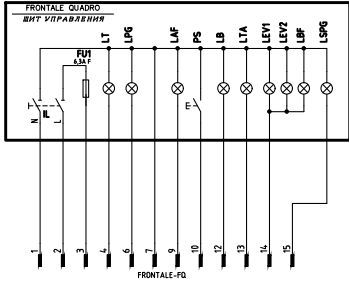 FRONTALE QUADRO
ЩИТ УПРАВЛЕНИЯ
FU1
6,3A F
LT
LPG
LAF
PS
LB
LTA
LEV1
LEV2
LBF
LSPG
IL
N
L
1
2
3
4
6
7
9
10
12
13
14
15
FRONTALE-FQ